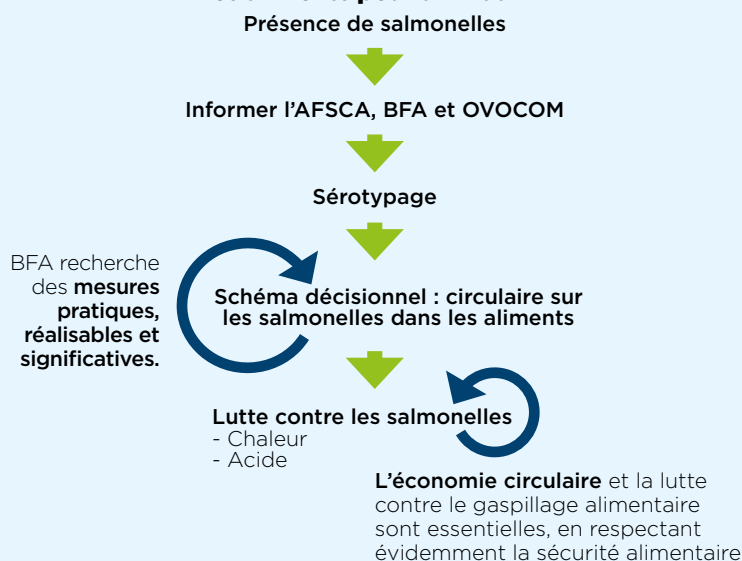 Présence de salmonelles
Informer l'AFSCA, BFA et OVOCOM
Sérotypage
BFA recherche
des mesures
pratiques,
réalisables et
significatives.
Schéma décisionnel : circulaire sur
les salmonelles dans les aliments
Lutte contre les salmonelles
- Chaleur
- Acide
L'économie circulaire et la lutte
contre le gaspillage alimentaire
sont essentielles, en respectant
évidemment la sécurité alimentaire